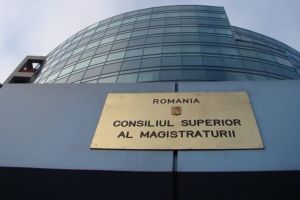 ROMANIA
CONSILIUL SUPERIOR
AL MAGISTRATURII